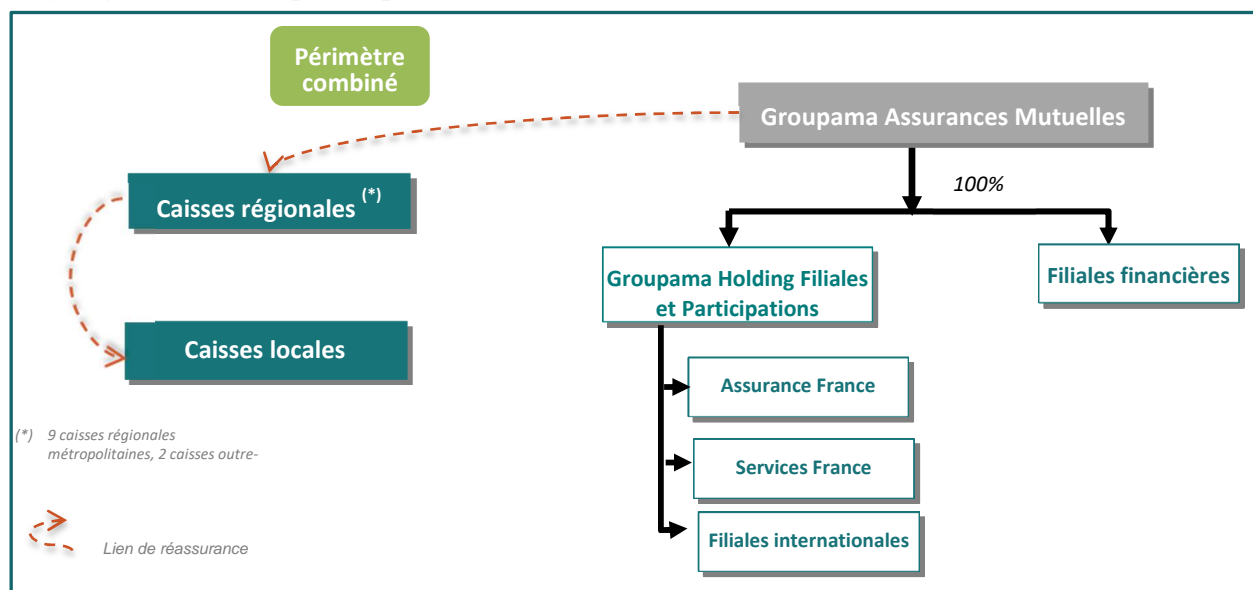 Périmètre
combiné
Groupama Assurances Mutuelles
100%
Caisses régionales (*)
Groupama Holding Filiales
et Participations
Filiales financières
Caisses locales
Assurance France
(*) 9 caisses régionales
métropolitaines, 2 caisses outre-
Services France
Filiales internationales
Lien de réassurance